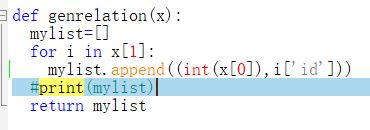 def genrelation(x):
    mylist=[]
    for i in x[1]:
        mylist.append((int(x[0]),i['id']))
    #print(mylist)
    return mylist